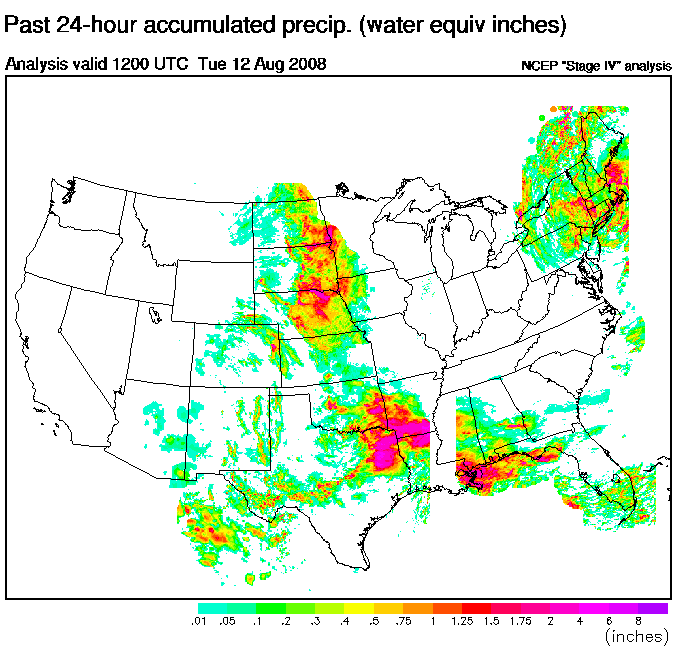 Past 24-hour accumulated precip. (water equiv inches)
Analysis valid 1200 UTC Tue 12 Aug 2008 NCEP "Stage IV" analysis
.01 .05 .1 .2 .3 .4 .5 .75 1 1.25 1.5 1.75 2 4 6 8
(inches)